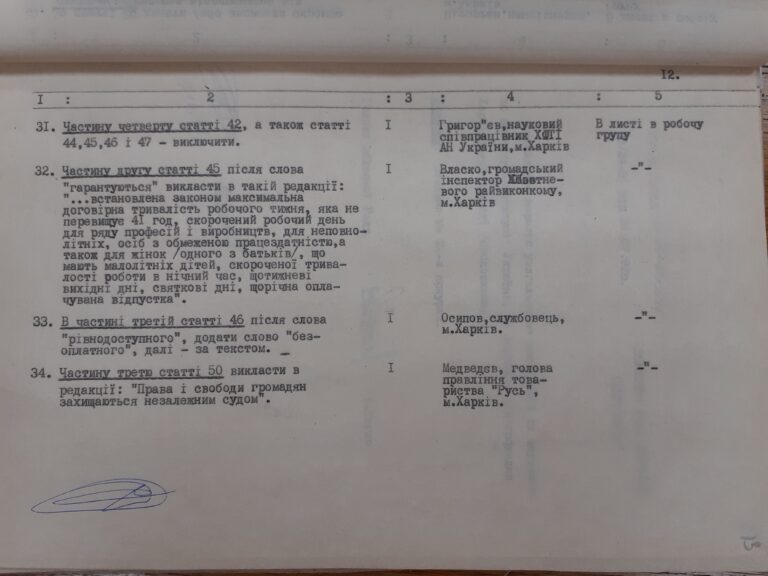 12.
I : 2 : 3 : 4 : 5
31. Частину четверту статті 42, а також статті
44,45,46 і 47 - виключити.
I
Григор"єв,науковий
співпрацівник ХФТІ
АН України,м.Харків
В листі в робочу
групу
32. Частину другу статті 45 після слова
"гарантуються" викласти в такій редакції:
"...встановлена законом максимальна
договірна тривалість робочого тижня, яка не
перевищує 41 год, скорочений робочий день
для ряду професій і виробництв, для неповно-
літніх, осіб з обмеженою працездатністю,а
також для жінок /одного з батьків/, що
мають малолітніх дітей, скороченої трива-
лості роботи в нічний час, щотижневі
вихідні дні, святкові дні, щорічна опла-
чувана відпустка".
I
Власко,громадський
інспектор
вого райвиконкому,
м.Харків
-"-
33. В частині третій статті 46 після слова
"рівнодоступного", додати слово "без-
оплатного", далі - за текстом.
I
Осипов,службовець,
м.Харків.
-"-
34. Частину третю статті 50 викласти в
редакції: "Права і свободи громадян
захищаються незалежним судом".
I
Медведєв, голова
правління това-
риства "Русь",
м.Харків.
-"-